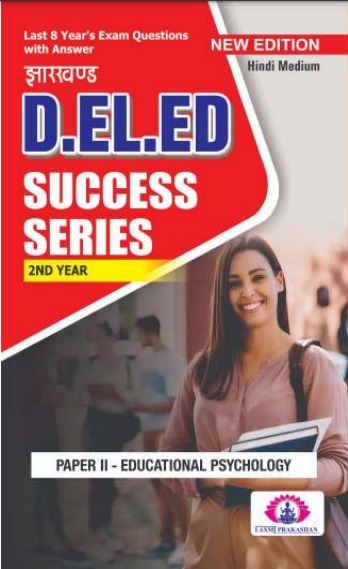 Last 8 Year's Exam Questions
with Answer
NEW EDITION
Hindi Medium
झारखण्ड
D.EL.ED
SUCCESS
SERIES
2ND YEAR
PAPER II - EDUCATIONAL PSYCHOLOGY
LAXMI PRAKASHAN